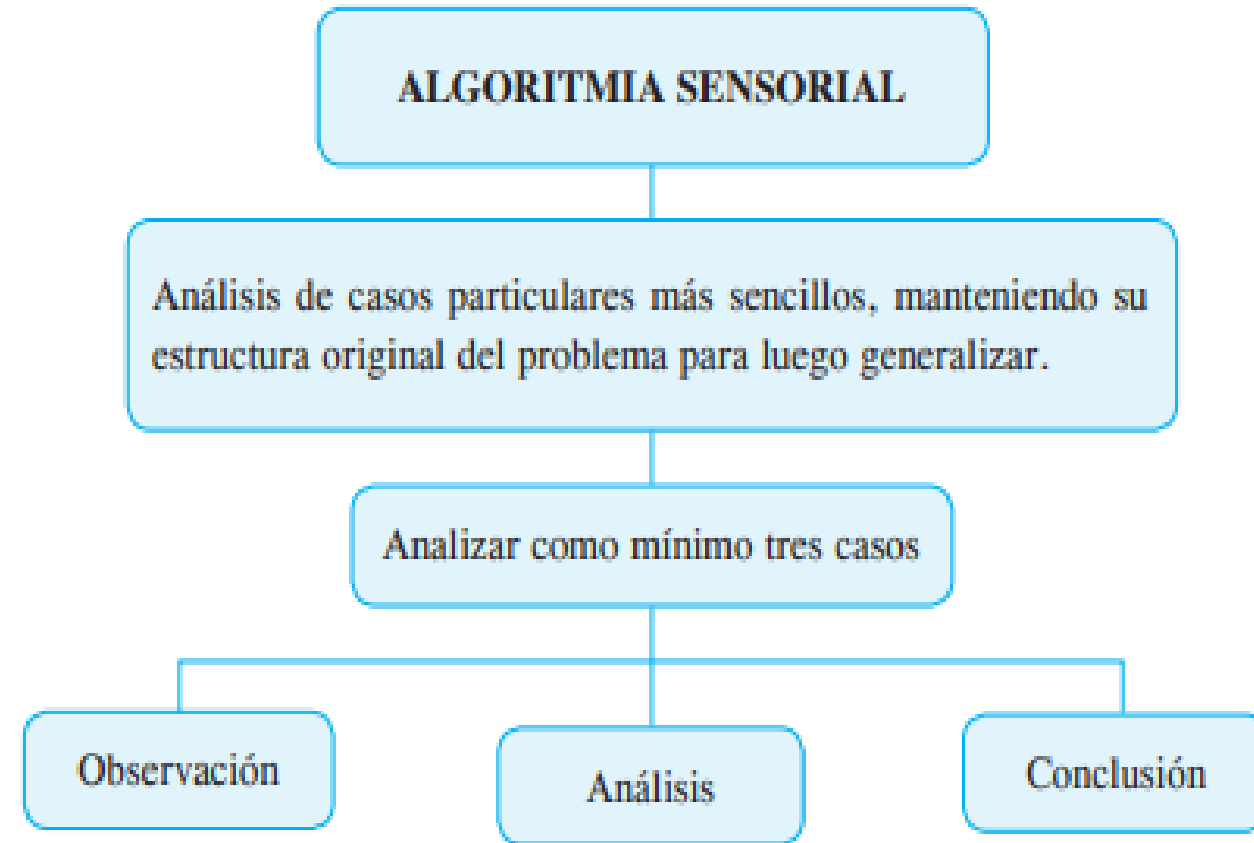 ALGORITMIA SENSORIAL
Análisis de casos particulares más sencillos, manteniendo su
estructura original del problema para luego generalizar.
Analizar como mínimo tres casos
Observación
Análisis
Conclusión